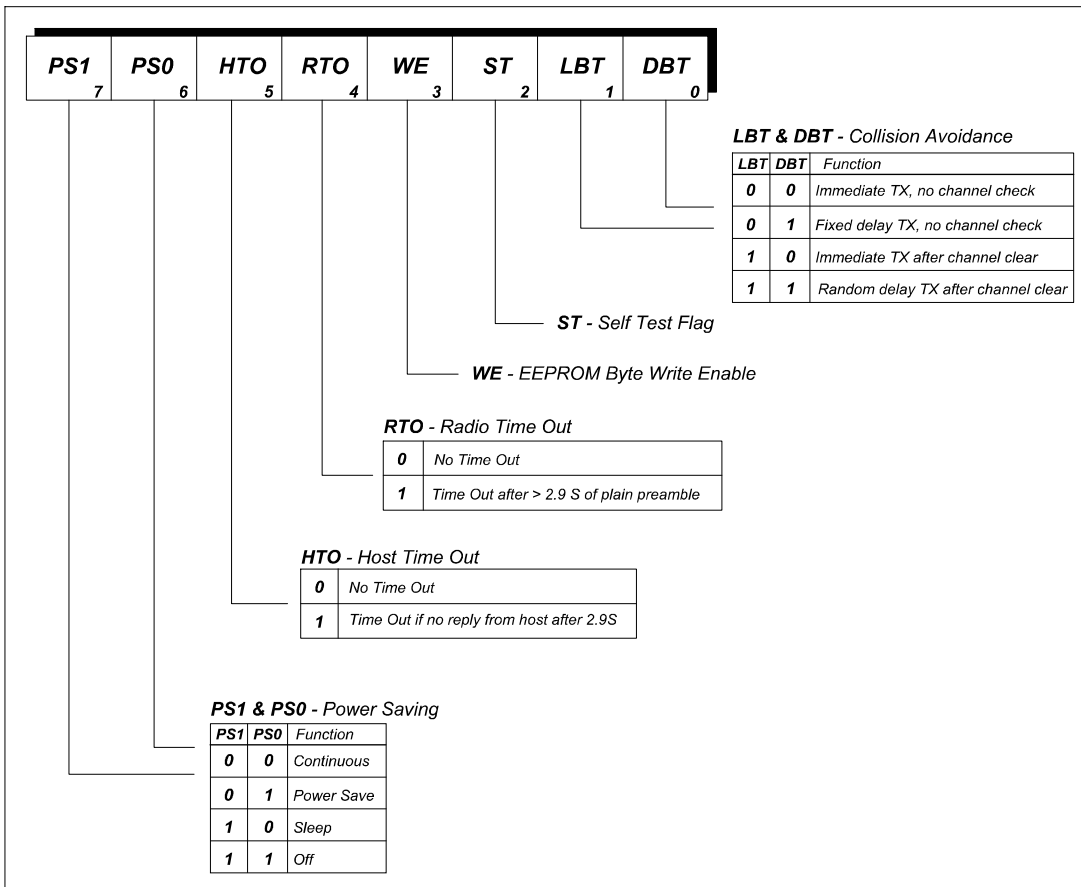 PS1 PS0 HTO RTO WE ST LBT DBT
7 6 5 4 3 2 1 0
LBT & DBT - Collision Avoidance
LBT DBT Function
0 0 Immediate TX, no channel check
0 1 Fixed delay TX, no channel check
1 0 Immediate TX after channel clear
1 1 Random delay TX after channel clear
ST - Self Test Flag
WE - EEPROM Byte Write Enable
RTO - Radio Time Out
0 No Time Out
1 Time Out after > 2.9 S of plain preamble
HTO - Host Time Out
0 No Time Out
1 Time Out if no reply from host after 2.9S
PS1 & PS0 - Power Saving
PS1 PS0 Function
0 0 Continuous
0 1 Power Save
1 0 Sleep
1 1 Off